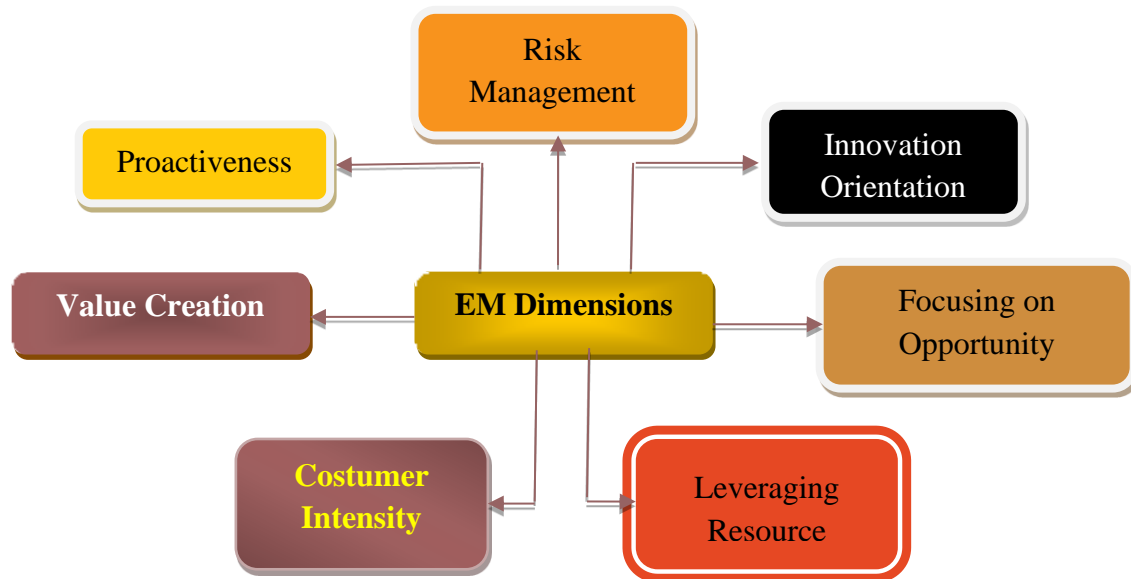 Risk
Management
Proactiveness
Innovation
Orientation
Value Creation
EM Dimensions
Focusing on
Opportunity
Costumer
Intensity
Leveraging
Resource